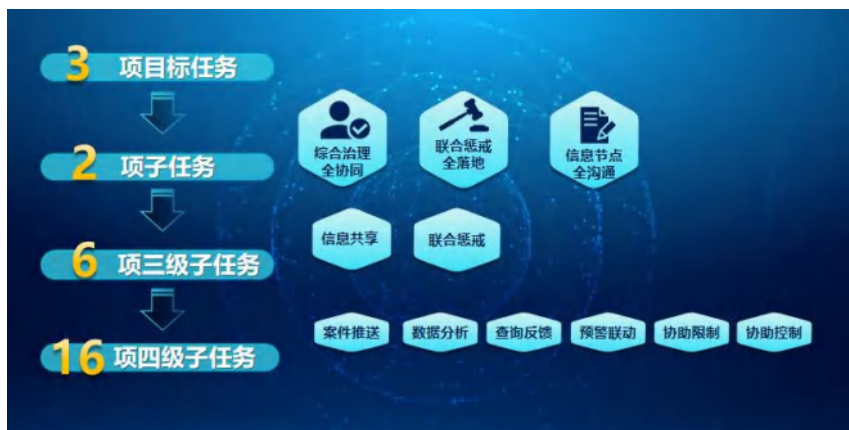 3项目标任务
综合治理
全协同
联合惩戒
全落地
信息节点
全沟通
2项子任务
信息共享
联合惩戒
6项三级子任务
案件推送
数据分析
查询反馈
预警联动
协助限制
协助控制
16项四级子任务